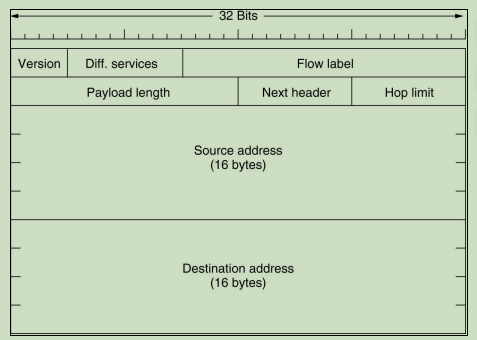 32 Bits
Version Diff. services Flow label
Payload length Next header Hop limit
Source address
(16 bytes)
Destination address
(16 bytes)